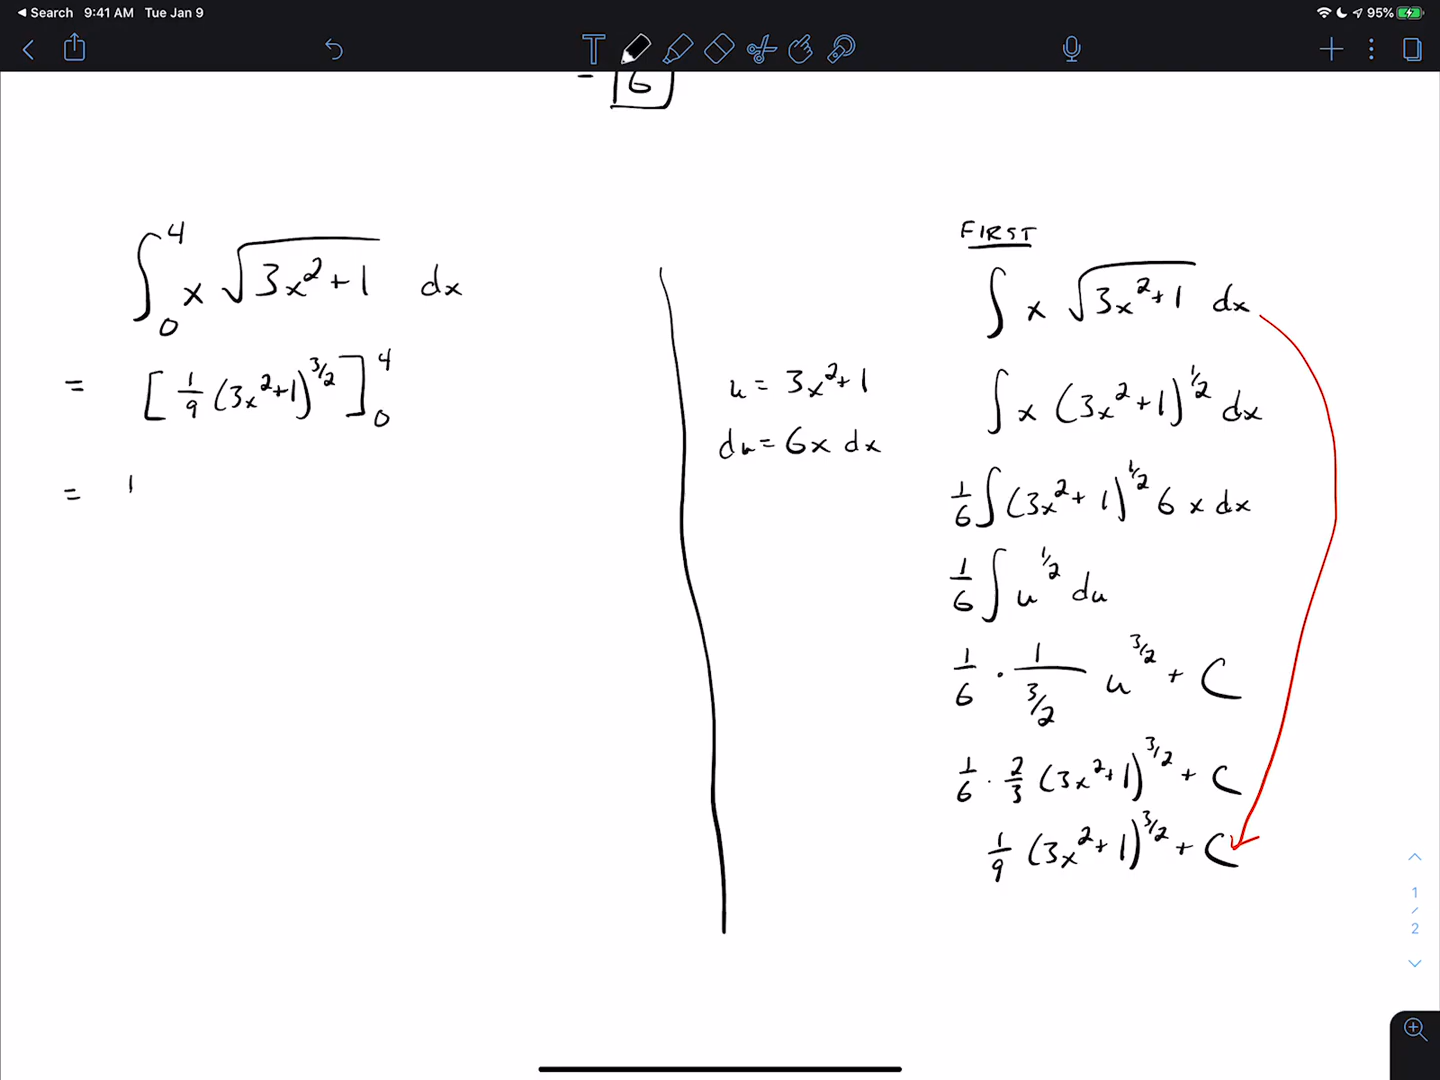 Search 9:41 AM Tue Jan 9 95%
T
= 6
∫₀⁴ x √(3x²+1) dx
= [1/9 (3x²+1)^(3/2)]₀⁴
= 1
u = 3x²+1
du = 6x dx
FIRST
∫ x √(3x²+1) dx
∫ x (3x²+1)^(1/2) dx
1/6 ∫ (3x²+1)^(1/2) 6 x dx
1/6 ∫ u^(1/2) du
1/6 · 1/(3/2) u^(3/2) + C
1/6 · 2/3 (3x²+1)^(3/2) + C
1/9 (3x²+1)^(3/2) + C
1
/
2